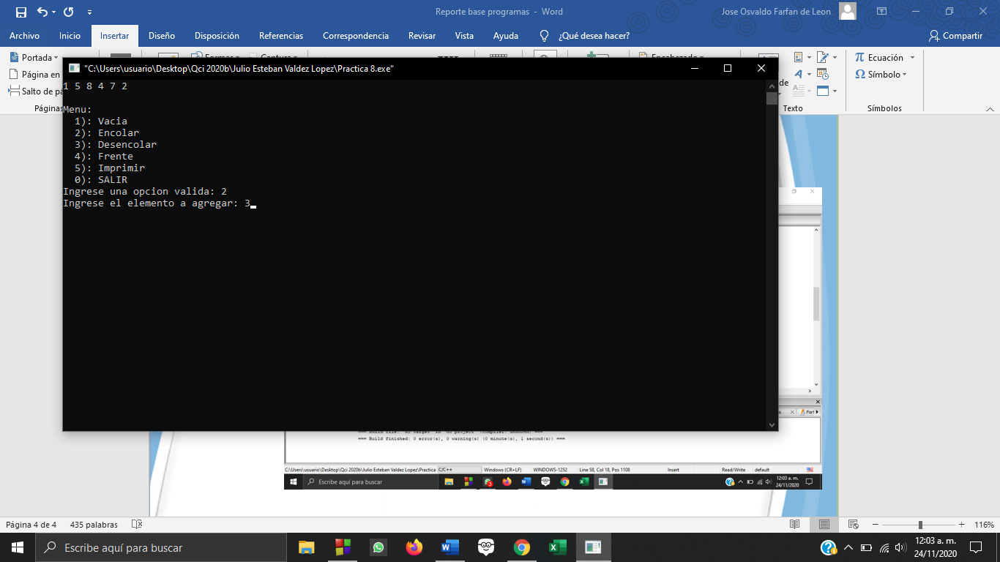 Reporte base programas - Word
Jose Osvaldo Farfan de Leon
Archivo Inicio Insertar Diseño Disposición Referencias Correspondencia Revisar Vista Ayuda ¿Qué desea hacer? Compartir
Portada
Página en
Salto de pá
Páginas
de
Texto
Ecuación
Símbolo
Símbolos
"C:\Users\usuario\Desktop\Qci 2020b\Julio Esteban Valdez Lopez\Practica 8.exe"
1 5 8 4 7 2
Menu:
1): Vacia
2): Encolar
3): Desencolar
4): Frente
5): Imprimir
0): SALIR
Ingrese una opcion valida: 2
Ingrese el elemento a agregar: 3
=== Build finished: 0 error(s), 0 warning(s) (0 minute(s), 1 second(s)) ===
C:\Users\usuario\Desktop\Qci 2020b\Julio Esteban Valdez Lopez\Practica C/C++ Windows (CR+LF) WINDOWS-1252 Line 58, Col 18, Pos 1108 Insert Read/Write default
Escribe aquí para buscar
12:03 a. m.
24/11/2020
Página 4 de 4 435 palabras
116%
Escribe aquí para buscar
12:03 a. m.
24/11/2020